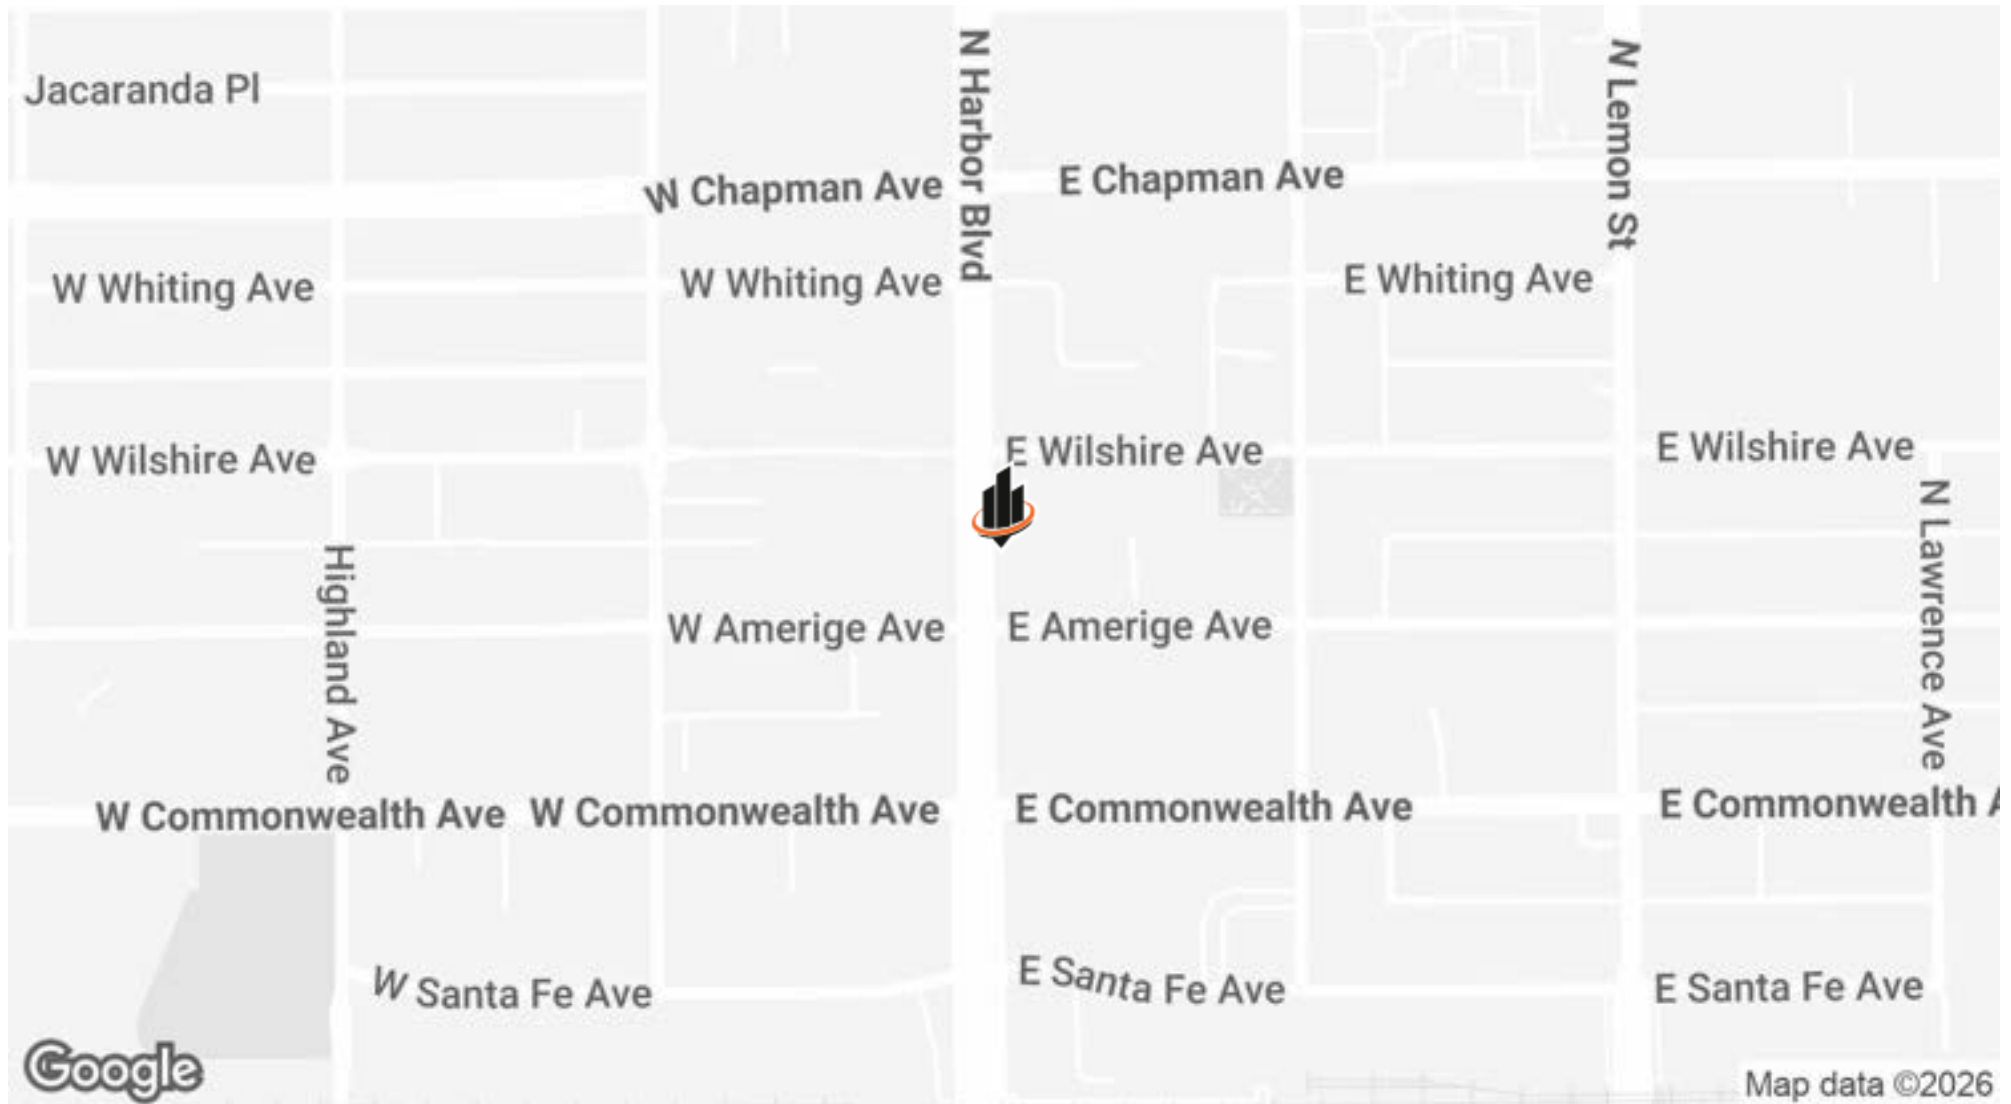 Jacaranda Pl
N Harbor Blvd
N Lemon St
W Chapman Ave
E Chapman Ave
W Whiting Ave
W Whiting Ave
E Whiting Ave
W Wilshire Ave
E Wilshire Ave
E Wilshire Ave
N Lawrence Ave
Highland Ave
W Amerige Ave
E Amerige Ave
W Commonwealth Ave
W Commonwealth Ave
E Commonwealth Ave
E Commonwealth A
W Santa Fe Ave
E Santa Fe Ave
E Santa Fe Ave
Google
Map data ©2026